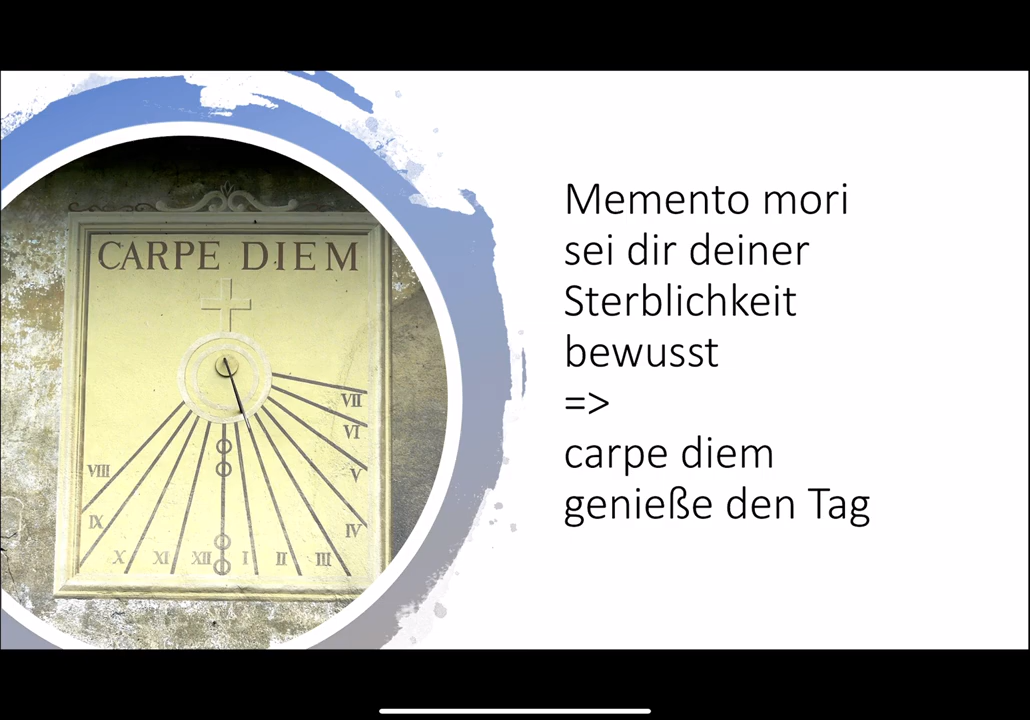 CARPE DIEM
VII
VI
VIII
V
IX
IV
X XI XII I II III
Memento mori
sei dir deiner
Sterblichkeit
bewusst
=>
carpe diem
genieße den Tag